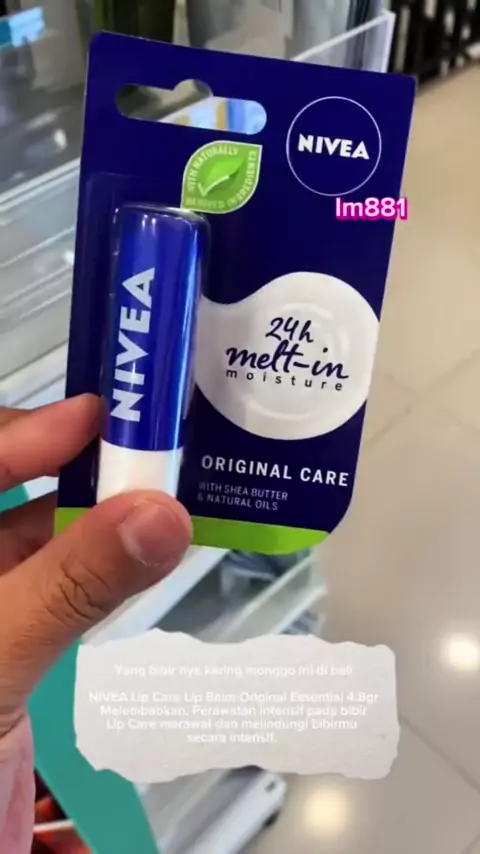 WITH NATURALLY
DERIVED INGREDIENTS
NIVEA
lm881
NIVEA
24h
melt-in
moisture
ORIGINAL CARE
WITH SHEA BUTTER
& NATURAL OILS
Yang bibir nye kering monggo ini di beli
NIVEA Lip Care Lip Balm Original Essential 4.8gr
Melembabkan. Perawatan intensif pada bibir
Lip Care merawat dan melindungi bibirmu
secara intensif.